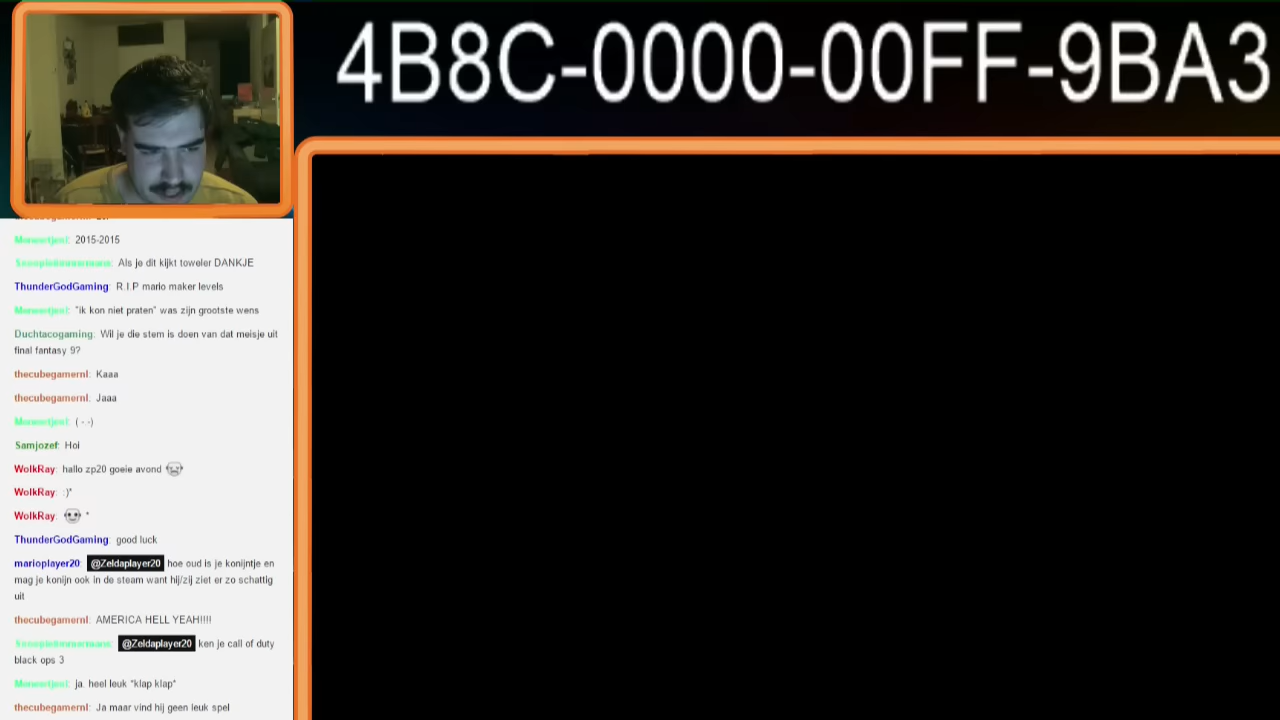 4B8C-0000-00FF-9BA3
2015-2015
Als je dit kijkt toweler DANKJE
ThunderGodGaming: R.I.P mario maker levels
"ik kon niet praten" was zijn grootste wens
Duchtacogaming: Wil je die stem is doen van dat meisje uit
final fantasy 9?
thecubegamernl: Kaaa
thecubegamernl: Jaaa
( -.-)
Samjozef: Hoi
WolkRay: hallo zp20 goeie avond
WolkRay: :)*
WolkRay: *
ThunderGodGaming: good luck
marioplayer20: @Zeldaplayer20 hoe oud is je konijntje en
mag je konijn ook in de steam want hij/zij ziet er zo schattig
uit
thecubegamernl: AMERICA HELL YEAH!!!!
@Zeldaplayer20 ken je call of duty
black ops 3
ja. heel leuk *klap klap*
thecubegamernl: Ja maar vind hij geen leuk spel